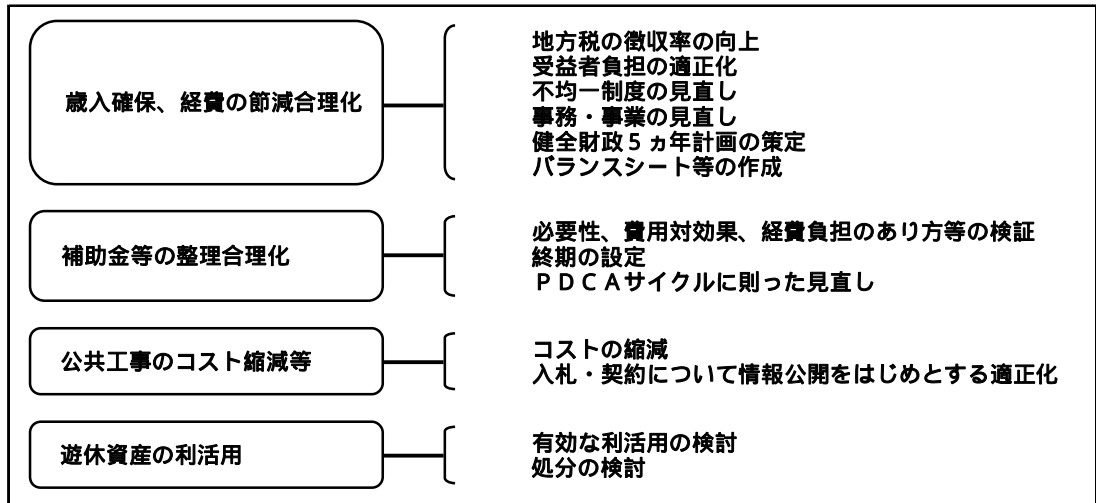 歳入確保、経費の節減合理化
地方税の徴収率の向上
受益者負担の適正化
不均一制度の見直し
事務・事業の見直し
健全財政５ヵ年計画の策定
バランスシート等の作成
補助金等の整理合理化
必要性、費用対効果、経費負担のあり方等の検証
終期の設定
ＰＤＣＡサイクルに則った見直し
公共工事のコスト縮減等
コストの縮減
入札・契約について情報公開をはじめとする適正化
遊休資産の利活用
有効な利活用の検討
処分の検討